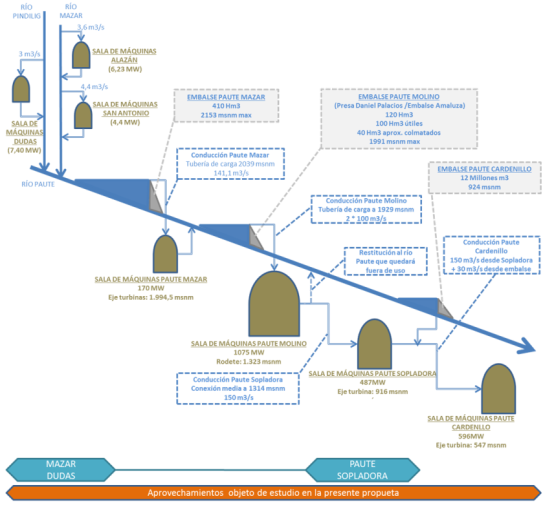 RÍO
PINDILIG
RÍO
MAZAR
3,6 m3/s
SALA DE MÁQUINAS
ALAZÁN
(6,23 MW)
3 m3/s
4,4 m3/s
SALA DE MÁQUINAS
SAN ANTONIO
(4,4 MW)
SALA DE
MÁQUINAS
DUDAS
(7,40 MW)
RÍO PAUTE
EMBALSE PAUTE MAZAR
410 Hm3
2153 msnm max
EMBALSE PAUTE MOLINO
(Presa Daniel Palacios /Embalse Amaluza)
120 Hm3
100 Hm3 útiles
40 Hm3 aprox. colmatados
1991 msnm max
EMBALSE PAUTE CARDENILLO
12 Millones m3
924 msnm
Conducción Paute Mazar
Tubería de carga 2039 msnm
141,1 m3/s
Conducción Paute Molino
Tubería de carga a 1929 msnm
2 * 100 m3/s
Conducción Paute
Cardenillo
150 m3/s desde Sopladora
+ 30 m3/s desde embalse
Restitución al río
Paute que quedará
fuera de uso
SALA DE MÁQUINAS PAUTE MAZAR
170 MW
Eje turbinas: 1.994,5 msnm
SALA DE MÁQUINAS PAUTE MOLINO
1075 MW
Rodete: 1.323 msnm
Conducción Paute Sopladora
Conexión media a 1314 msnm
150 m3/s
SALA DE MÁQUINAS PAUTE SOPLADORA
487MW
Eje turbina: 916 msnm
SALA DE MÁQUINAS PAUTE
CARDENLLO
596MW
Eje turbina: 547 msnm
MAZAR
DUDAS
PAUTE
SOPLADORA
Aprovechamientos objeto de estudio en la presente propueta